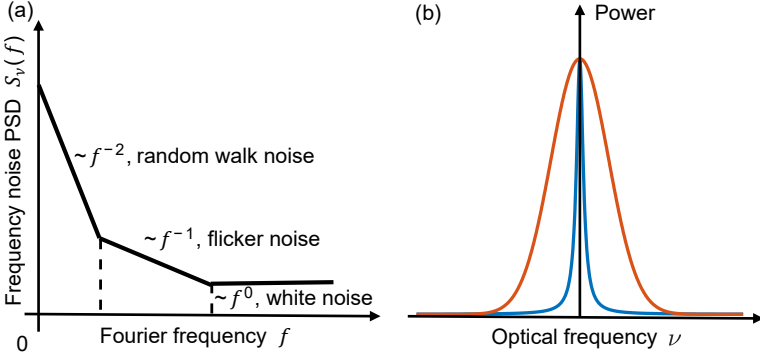 (a)
Frequency noise PSD S_ν(f)
~f⁻², random walk noise
~f⁻¹, flicker noise
~f⁰, white noise
0
Fourier frequency f
(b)
Power
Optical frequency ν